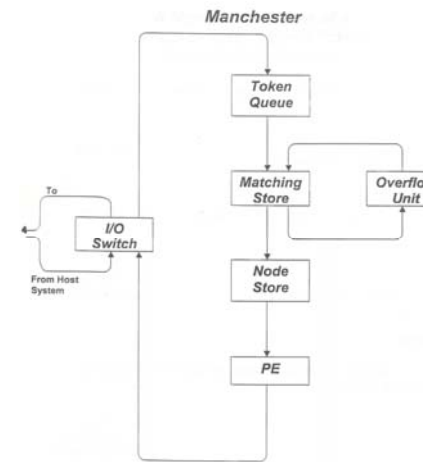 Manchester
Token
Queue
Matching
Store
Overflo
Unit
To
I/O
Switch
From Host
System
Node
Store
PE